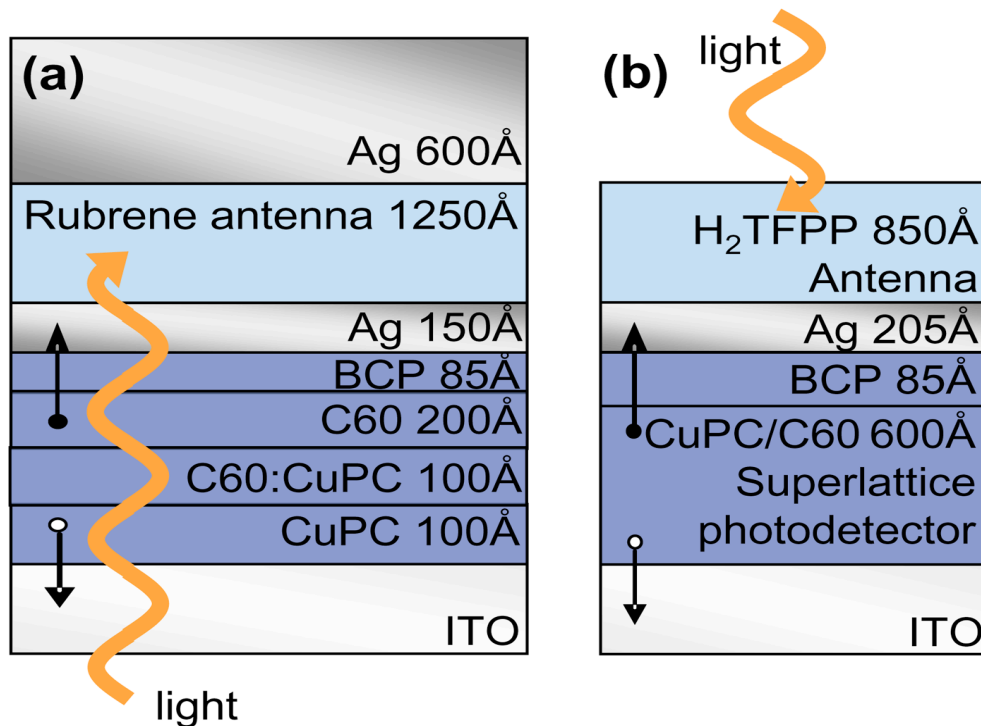 (a)
Ag 600Å
Rubrene antenna 1250Å
Ag 150Å
BCP 85Å
C60 200Å
C60:CuPC 100Å
CuPC 100Å
ITO
light
(b)
light
H₂TFPP 850Å
Antenna
Ag 205Å
BCP 85Å
CuPC/C60 600Å
Superlattice
photodetector
ITO